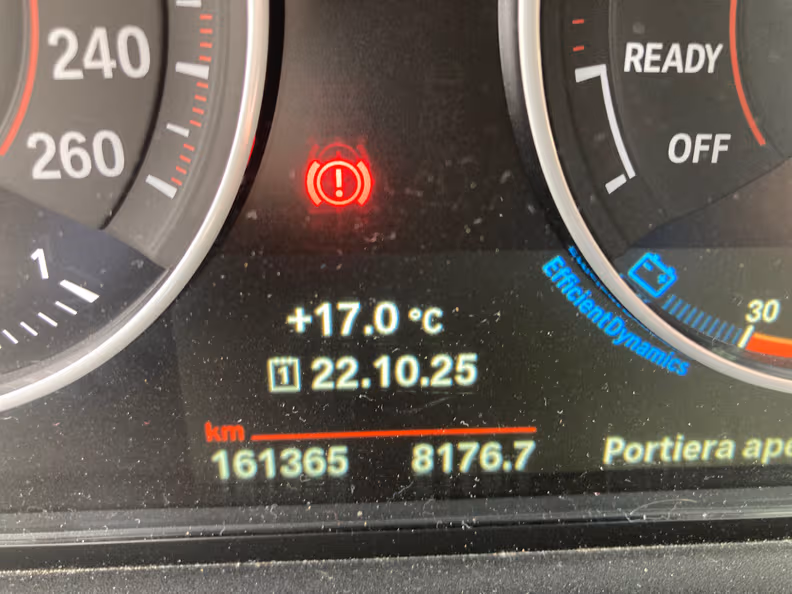 240
260
1
READY
OFF
!
+17.0 °C
1 22.10.25
EfficientDynamics
30
km
161365 8176.7
Portiera ape